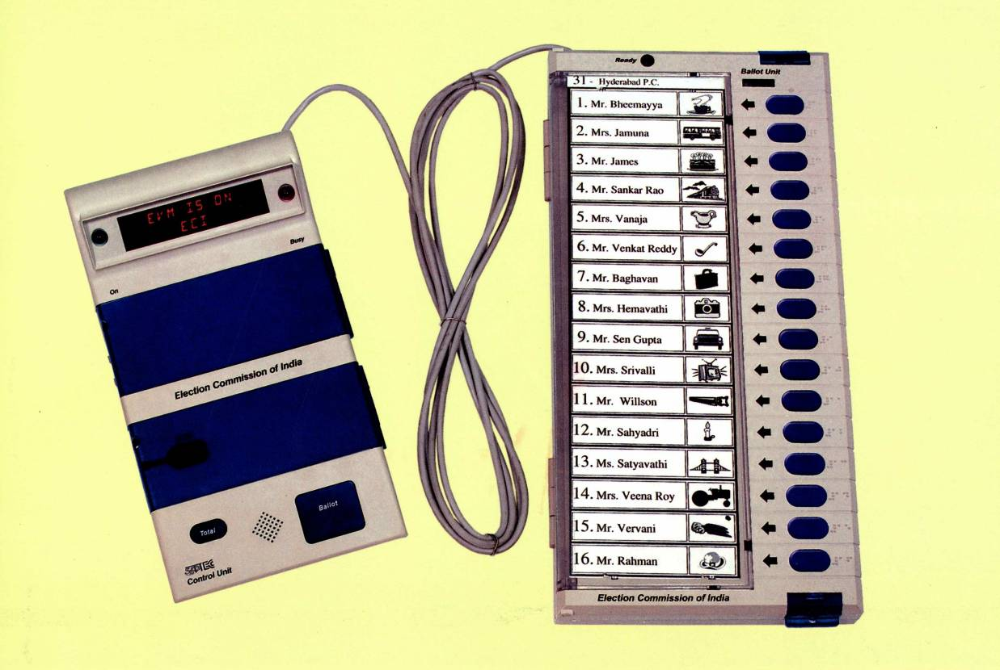 EVM IS ON
ECI
Busy
On
Election Commission of India
Total
Ballot
Control Unit
Ready
Ballot Unit
31 - Hyderabad P.C.
1. Mr. Bheemayya
2. Mrs. Jamuna
3. Mr. James
4. Mr. Sankar Rao
5. Mrs. Vanaja
6. Mr. Venkat Reddy
7. Mr. Baghavan
8. Mrs. Hemavathi
9. Mr. Sen Gupta
10. Mrs. Srivalli
11. Mr. Willson
12. Mr. Sahyadri
13. Ms. Satyavathi
14. Mrs. Veena Roy
15. Mr. Vervani
16. Mr. Rahman
Election Commission of India